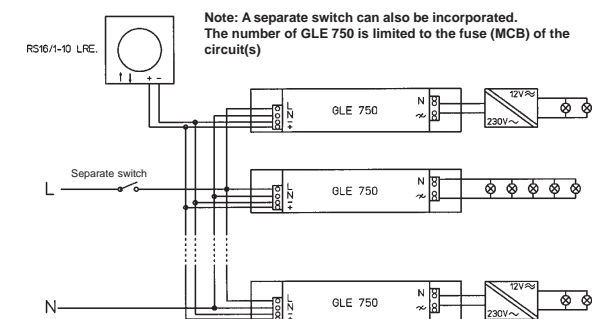 Note: A separate switch can also be incorporated.
The number of GLE 750 is limited to the fuse (MCB) of the
circuit(s)
RS16/1-10 LRE.
↑ ↓ + -
L
N
-
+
GLE 750
N
~
12V≂
230V~
Separate switch
L
L
N
-
+
GLE 750
N
~
N
L
N
-
+
GLE 750
N
~
12V≂
230V~